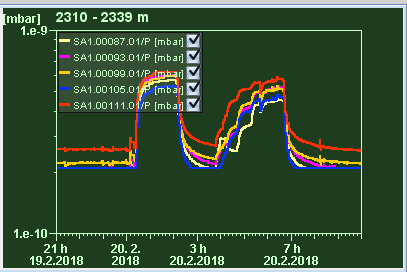 [mbar] 2310 - 2339 m
1.e-9
SA1.00087.01/P [mbar]
SA1.00093.01/P [mbar]
SA1.00099.01/P [mbar]
SA1.00105.01/P [mbar]
SA1.00111.01/P [mbar]
1.e-10
21 h 20.2. 3 h 7 h
19.2.2018 2018 20.2.2018 20.2.2018